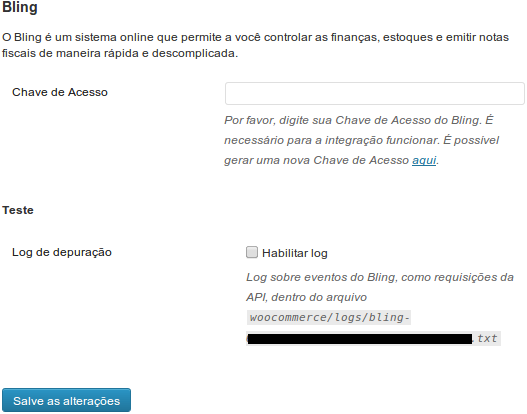 Bling
O Bling é um sistema online que permite a você controlar as finanças, estoques e emitir notas
fiscais de maneira rápida e descomplicada.
Chave de Acesso
Por favor, digite sua Chave de Acesso do Bling. É
necessário para a integração funcionar. É possível
gerar uma nova Chave de Acesso aqui.
Teste
Log de depuração
Habilitar log
Log sobre eventos do Bling, como requisições da
API, dentro do arquivo
woocommerce/logs/bling-
.txt
Salve as alterações